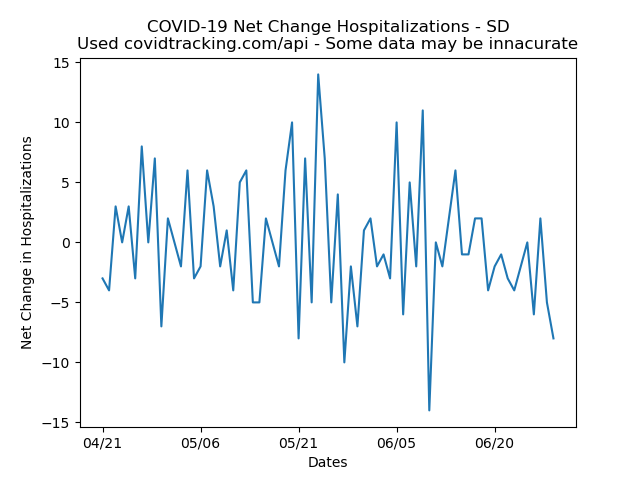 COVID-19 Net Change Hospitalizations - SD
Used covidtracking.com/api - Some data may be innacurate
Net Change in Hospitalizations
15
10
5
0
−5
−10
−15
04/21 05/06 05/21 06/05 06/20
Dates